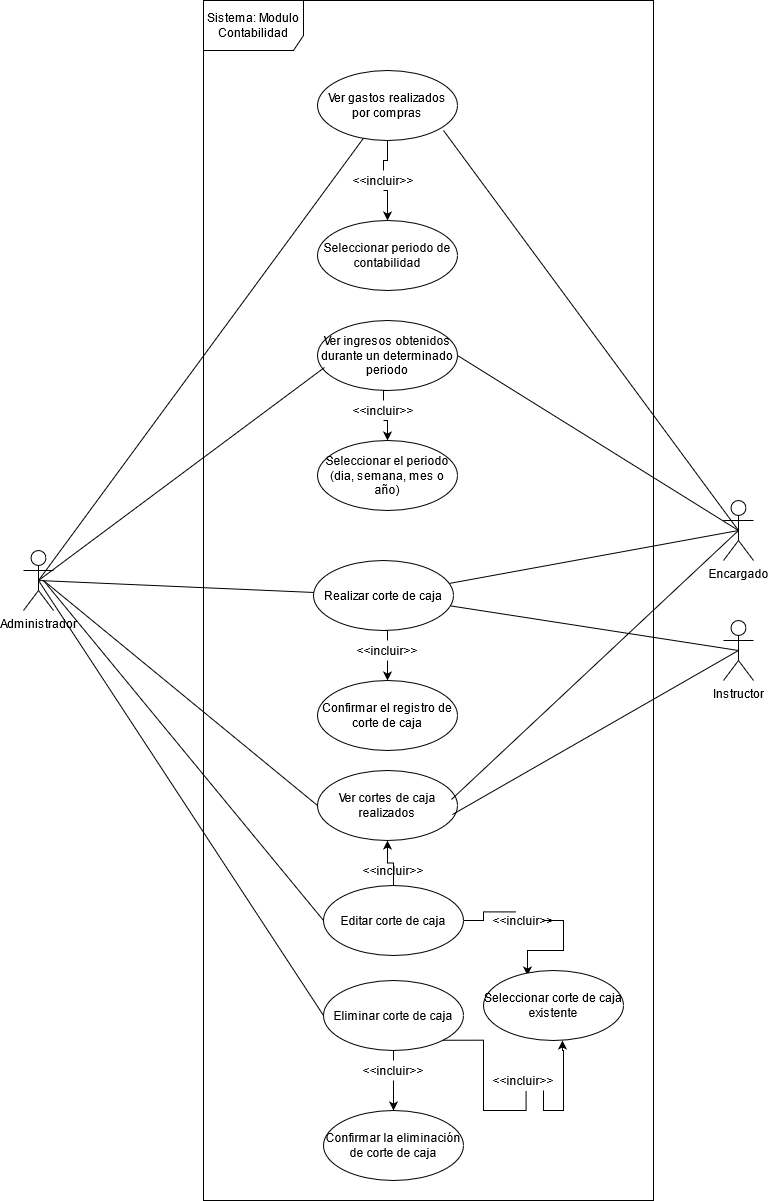 Sistema: Modulo
Contabilidad
Ver gastos realizados
por compras
<<incluir>>
Seleccionar periodo de
contabilidad
Ver ingresos obtenidos
durante un determinado
periodo
<<incluir>>
Seleccionar el periodo
(dia, semana, mes o
año)
Encargado
Administrador
Realizar corte de caja
<<incluir>>
Instructor
Confirmar el registro de
corte de caja
Ver cortes de caja
realizados
<<incluir>>
Editar corte de caja
<<incluir>>
Seleccionar corte de caja
existente
Eliminar corte de caja
<<incluir>>
<<incluir>>
Confirmar la eliminación
de corte de caja